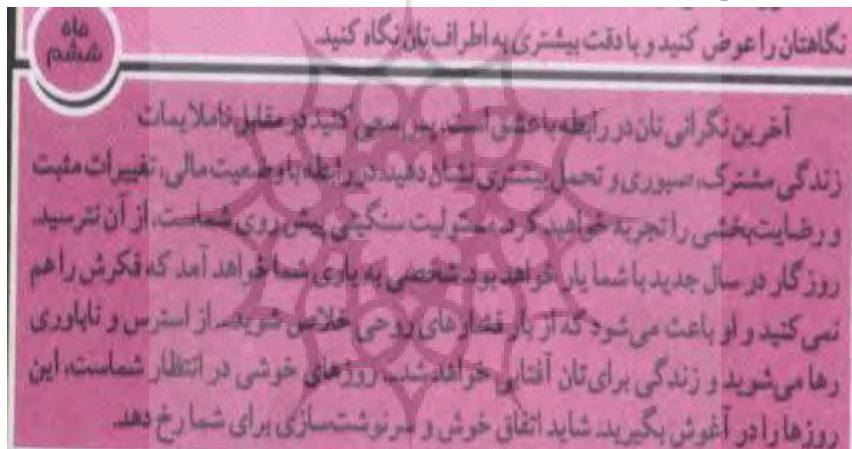 نگاهتان را عوض کنید و با دقت بیشتری به اطراف‌تان نگاه کنید.
ماه
ششم
آخرین نگرانی تان در رابطه با عشق است، پس سعی کنید در مقابل ناملایمات
زندگی مشترک، صبوری و تحمل بیشتری نشان دهید. در رابطه با وضعیت مالی، تغییرات مثبت
و رضایت‌بخشی را تجربه خواهید کرد. مسئولیت سنگینی پیش روی شماست، از آن نترسید.
روزگار در سال جدید با شما یار خواهد بود. شخصی به یاری شما خواهد آمد که فکرش را هم
نمی کنید و او باعث می‌شود که از بار فشارهای روحی خلاص شوید. از استرس و ناباوری
رها می‌شوید و زندگی برای تان آفتابی خواهد شد. روزهای خوشی در انتظار شماست، این
روزها را در آغوش بگیرید. شاید اتفاق خوش و سرنوشت‌سازی برای شما رخ دهد.